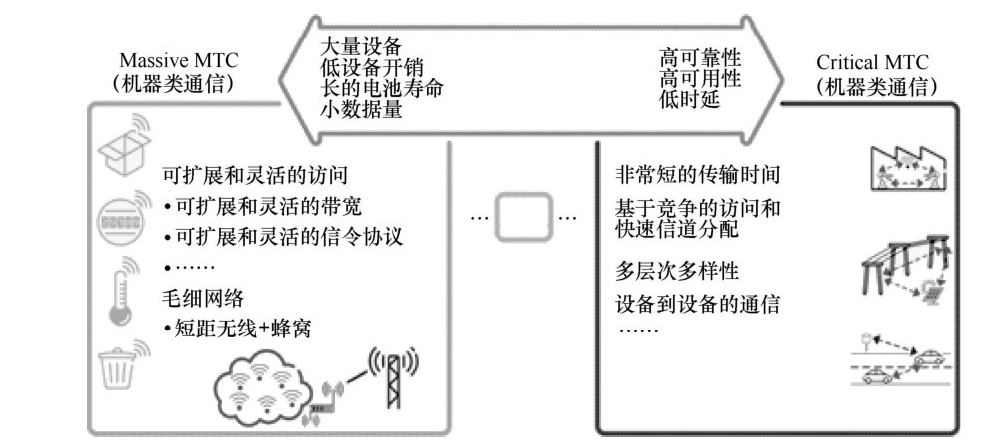 Massive MTC
（机器类通信）
大量设备
低设备开销
长的电池寿命
小数据量
高可靠性
高可用性
低时延
Critical MTC
（机器类通信）
可扩展和灵活的访问
•可扩展和灵活的带宽
•可扩展和灵活的信令协议
•……
毛细网络
•短距无线+蜂窝
… …
非常短的传输时间
基于竞争的访问和
快速信道分配
多层次多样性
设备到设备的通信
……